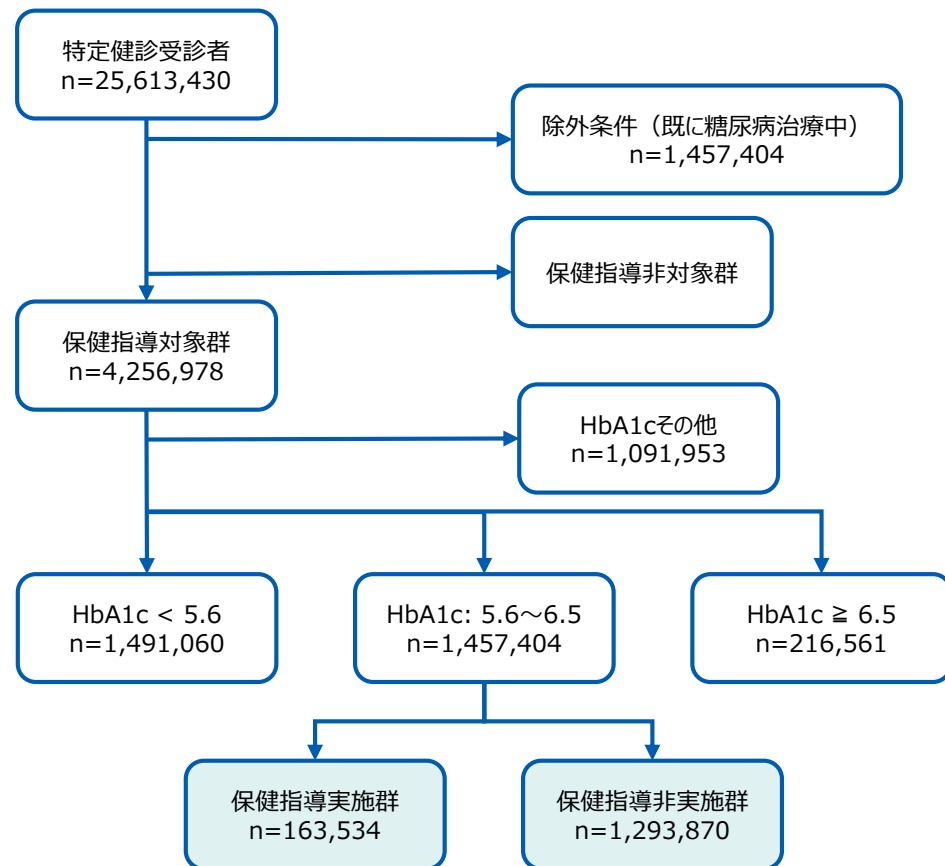 特定健診受診者
n=25,613,430
除外条件（既に糖尿病治療中）
n=1,457,404
保健指導非対象群
保健指導対象群
n=4,256,978
HbA1cその他
n=1,091,953
HbA1c < 5.6
n=1,491,060
HbA1c: 5.6～6.5
n=1,457,404
HbA1c ≧ 6.5
n=216,561
保健指導実施群
n=163,534
保健指導非実施群
n=1,293,870